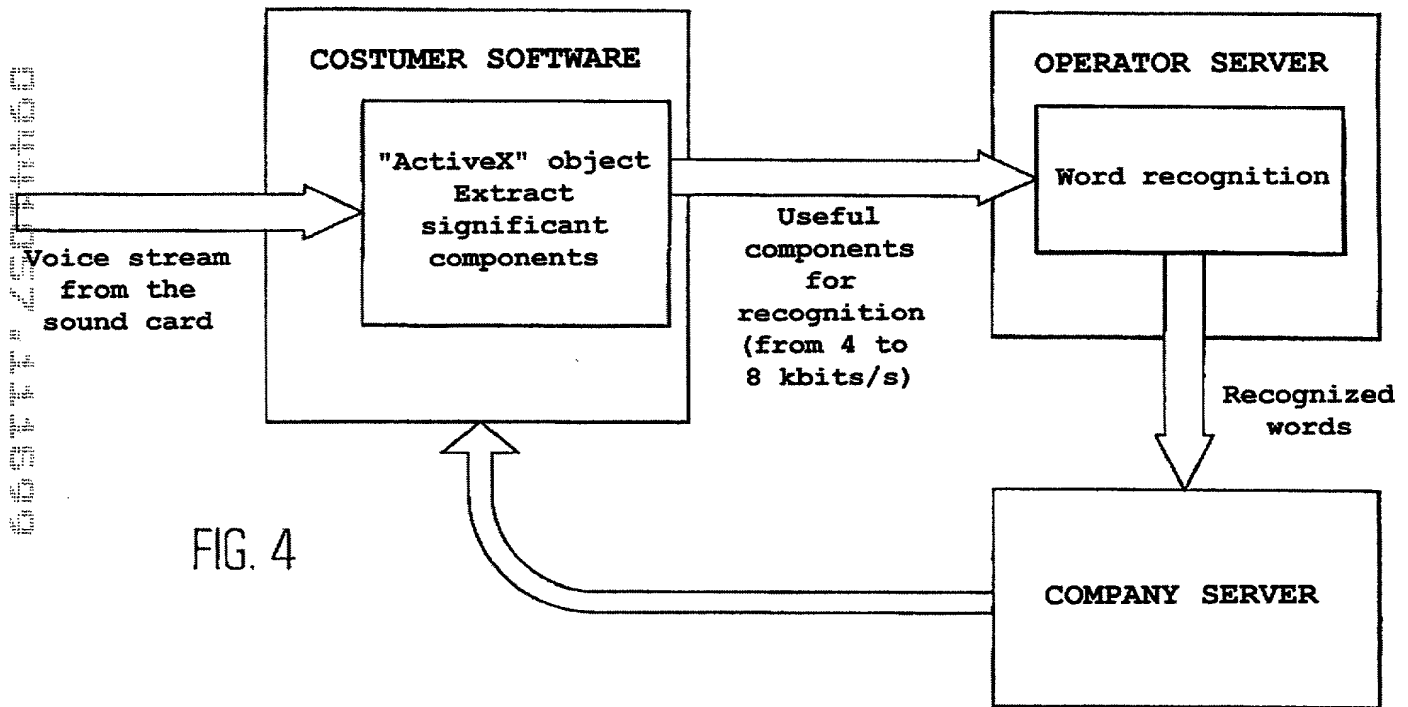 COSTUMER SOFTWARE
"ActiveX" object
Extract
significant
components
Voice stream
from the
sound card
Useful
components
for
recognition
(from 4 to
8 kbits/s)
OPERATOR SERVER
Word recognition
Recognized
words
COMPANY SERVER
FIG. 4